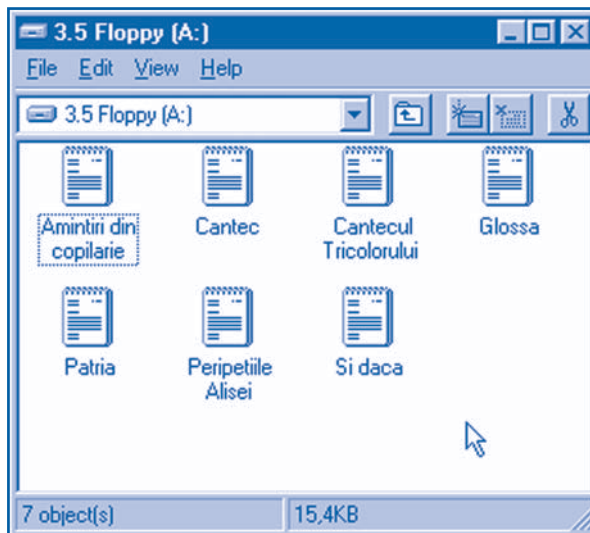 3.5 Floppy (A:)
File Edit View Help
3.5 Floppy (A:)
Amintiri din
copilarie
Cantec
Cantecul
Tricolorului
Glossa
Patria
Peripetiile
Alisei
Si daca
7 object(s)
15,4KB